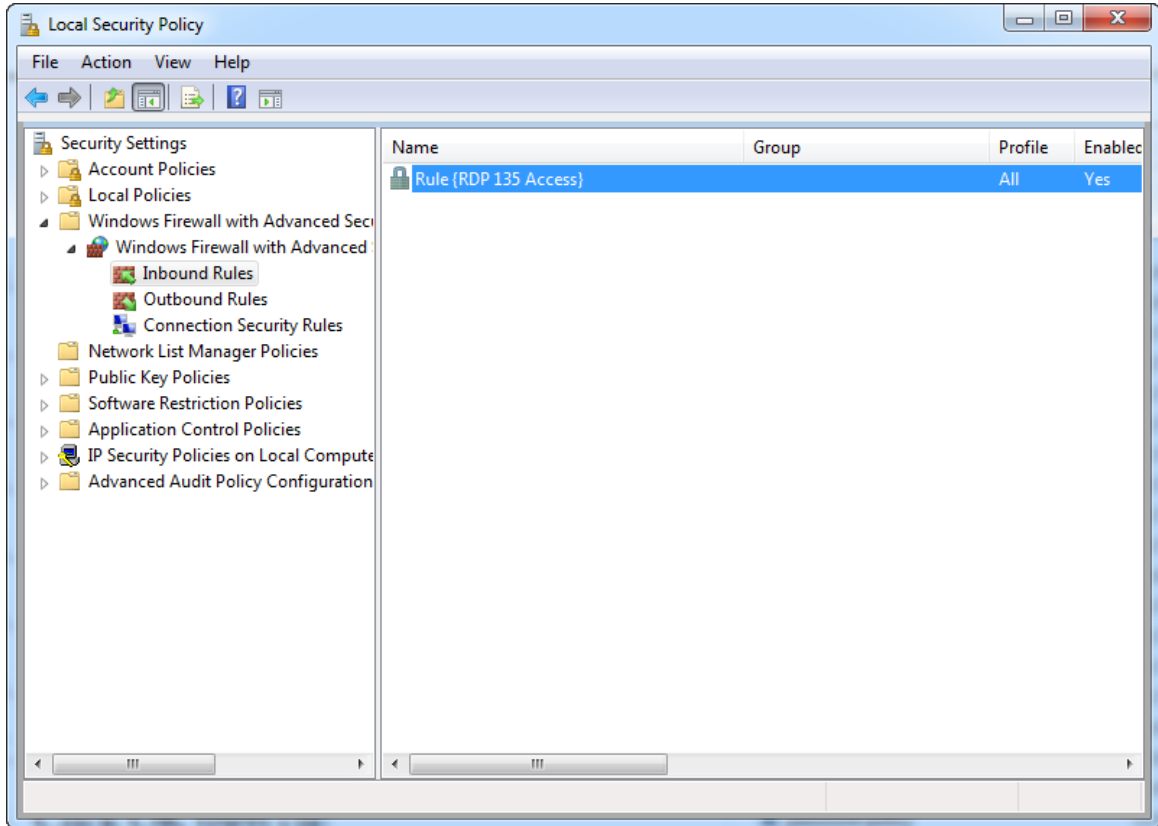 Local Security Policy
File Action View Help
Security Settings
Account Policies
Local Policies
Windows Firewall with Advanced Secu
Windows Firewall with Advanced
Inbound Rules
Outbound Rules
Connection Security Rules
Network List Manager Policies
Public Key Policies
Software Restriction Policies
Application Control Policies
IP Security Policies on Local Compute
Advanced Audit Policy Configuration
Name Group Profile Enabled
Rule {RDP 135 Access} All Yes